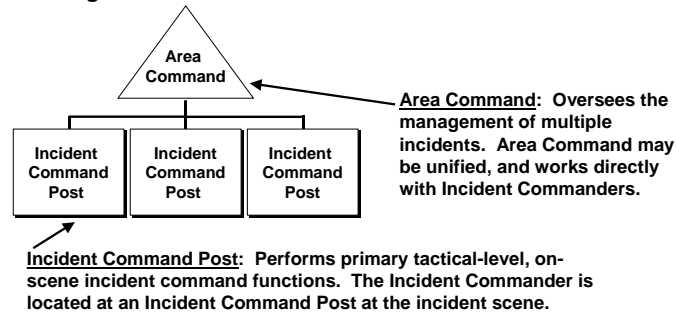 Area
Command
Area Command: Oversees the
management of multiple
incidents. Area Command may
be unified, and works directly
with Incident Commanders.
Incident
Command
Post
Incident
Command
Post
Incident
Command
Post
Incident Command Post: Performs primary tactical-level, on-
scene incident command functions. The Incident Commander is
located at an Incident Command Post at the incident scene.